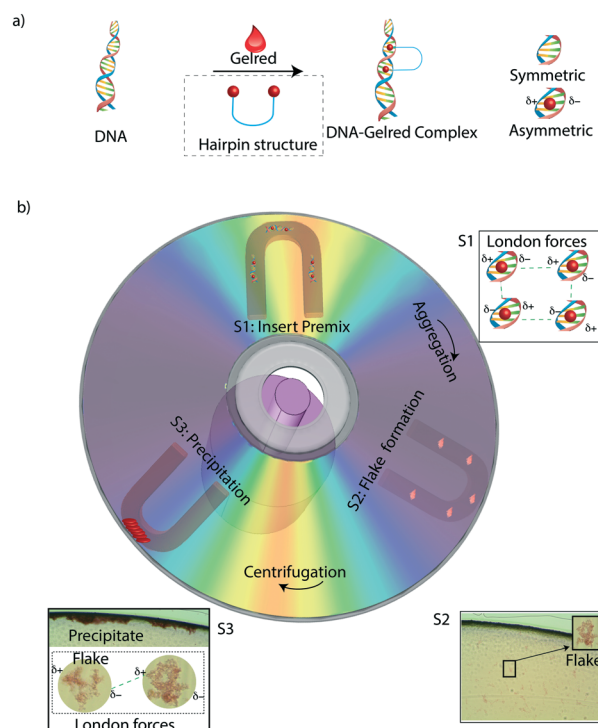 a)
Gelred
DNA
Hairpin structure
DNA-Gelred Complex
Symmetric
δ+
δ−
Asymmetric
b)
S1
London forces
δ+
δ−
δ+
δ−
δ−
δ+
δ−
δ+
S1: Insert Premix
Aggregation
S2: Flake formation
S3: Precipitation
Centrifugation
S3
Precipitate
Flake
δ+
δ+
δ−
δ−
London forces
S2
Flake